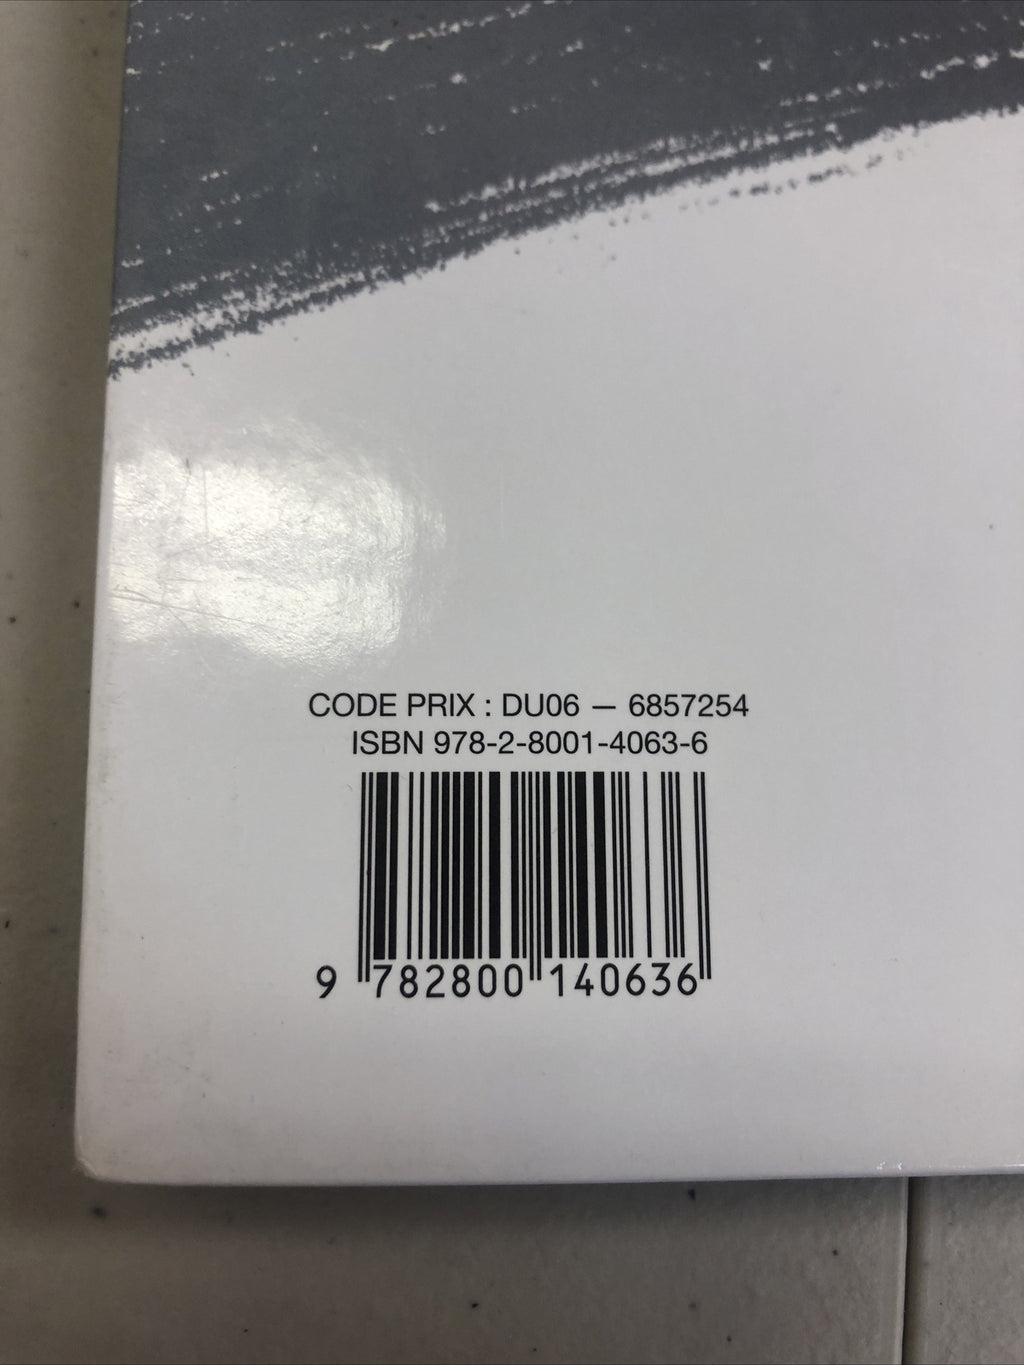 CODE PRIX : DU06 – 6857254
ISBN 978-2-8001-4063-6
9 782800 140636